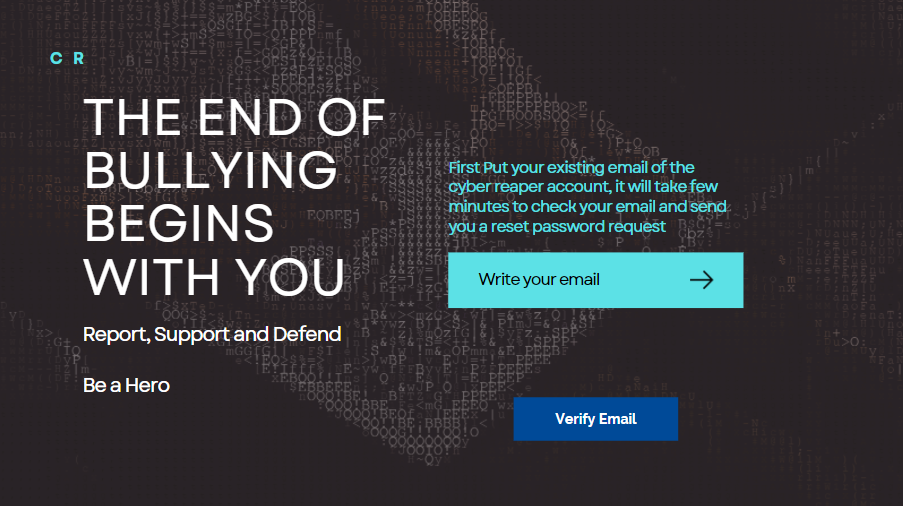 C R
THE END OF
BULLYING
BEGINS
WITH YOU
Report, Support and Defend
Be a Hero
First Put your existing email of the
cyber reaper account, it will take few
minutes to check your email and send
you a reset password request
Write your email
Verify Email